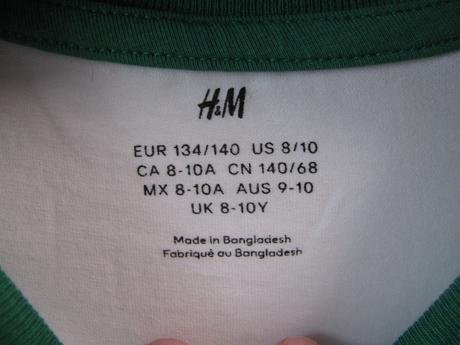 H&M
EUR 134/140 US 8/10
CA 8-10A CN 140/68
MX 8-10A AUS 9-10
UK 8-10Y
Made in Bangladesh
Fabriqué au Bangladesh